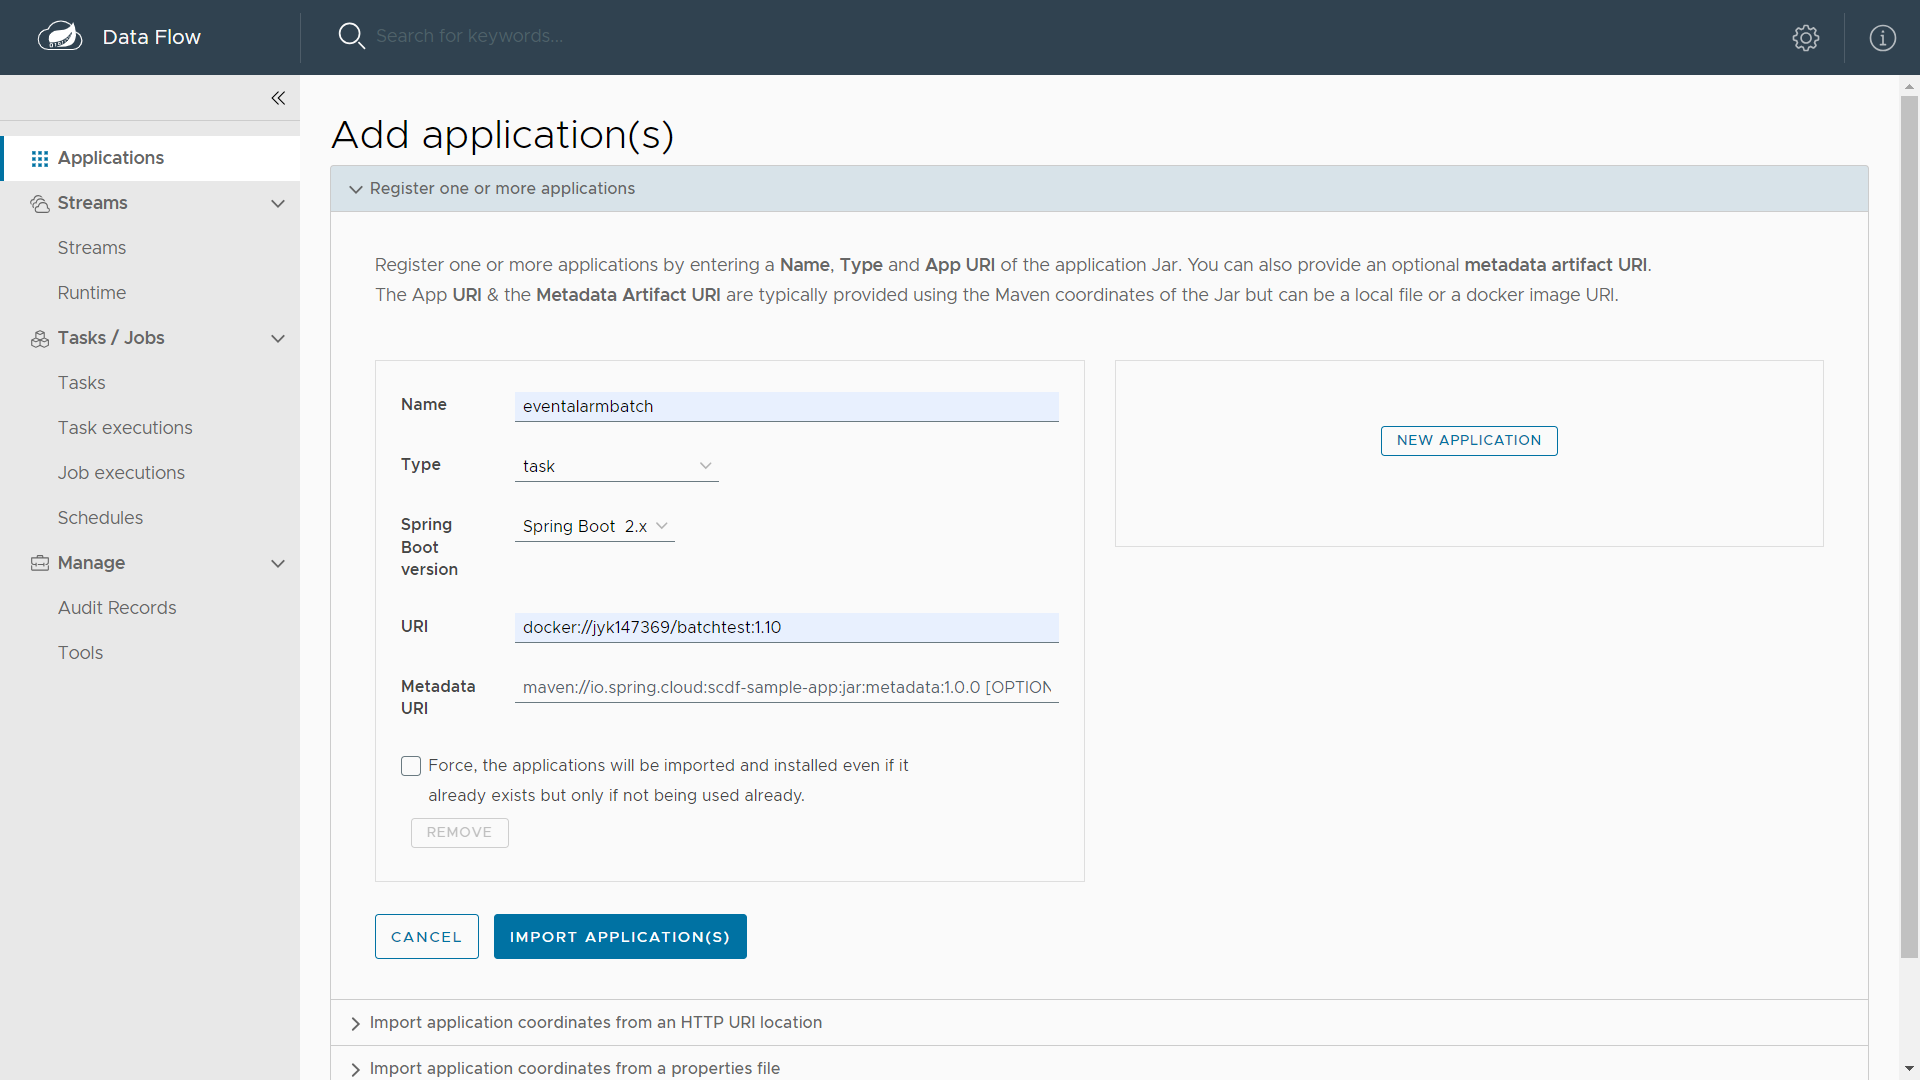 Data Flow
Search for keywords...
Applications
Streams
Streams
Runtime
Tasks / Jobs
Tasks
Task executions
Job executions
Schedules
Manage
Audit Records
Tools
Add application(s)
Register one or more applications
Register one or more applications by entering a Name, Type and App URI of the application Jar. You can also provide an optional metadata artifact URI.
The App URI & the Metadata Artifact URI are typically provided using the Maven coordinates of the Jar but can be a local file or a docker image URI.
Name
eventalarmbatch
Type
task
Spring
Boot
version
Spring Boot 2.x
URI
docker://jyk147369/batchtest:1.10
Metadata
URI
maven://io.spring.cloud:scdf-sample-app:jar:metadata:1.0.0 [OPTION
Force, the applications will be imported and installed even if it
already exists but only if not being used already.
REMOVE
NEW APPLICATION
CANCEL
IMPORT APPLICATION(S)
Import application coordinates from an HTTP URI location
Import application coordinates from a properties file